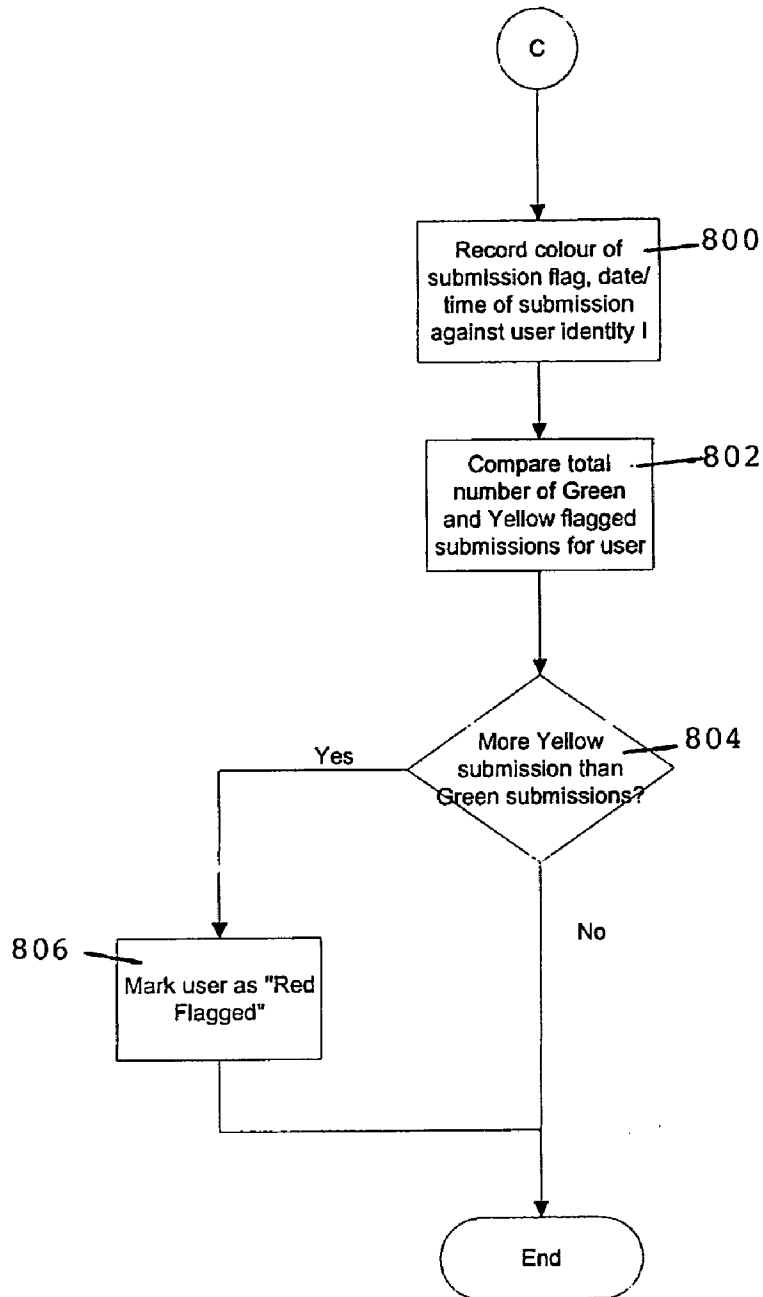 C
Record colour of
submission flag, date/
time of submission
against user identity I
800
Compare total
number of Green
and Yellow flagged
submissions for user
802
More Yellow
submission than
Green submissions?
804
Yes
No
806
Mark user as "Red
Flagged"
End